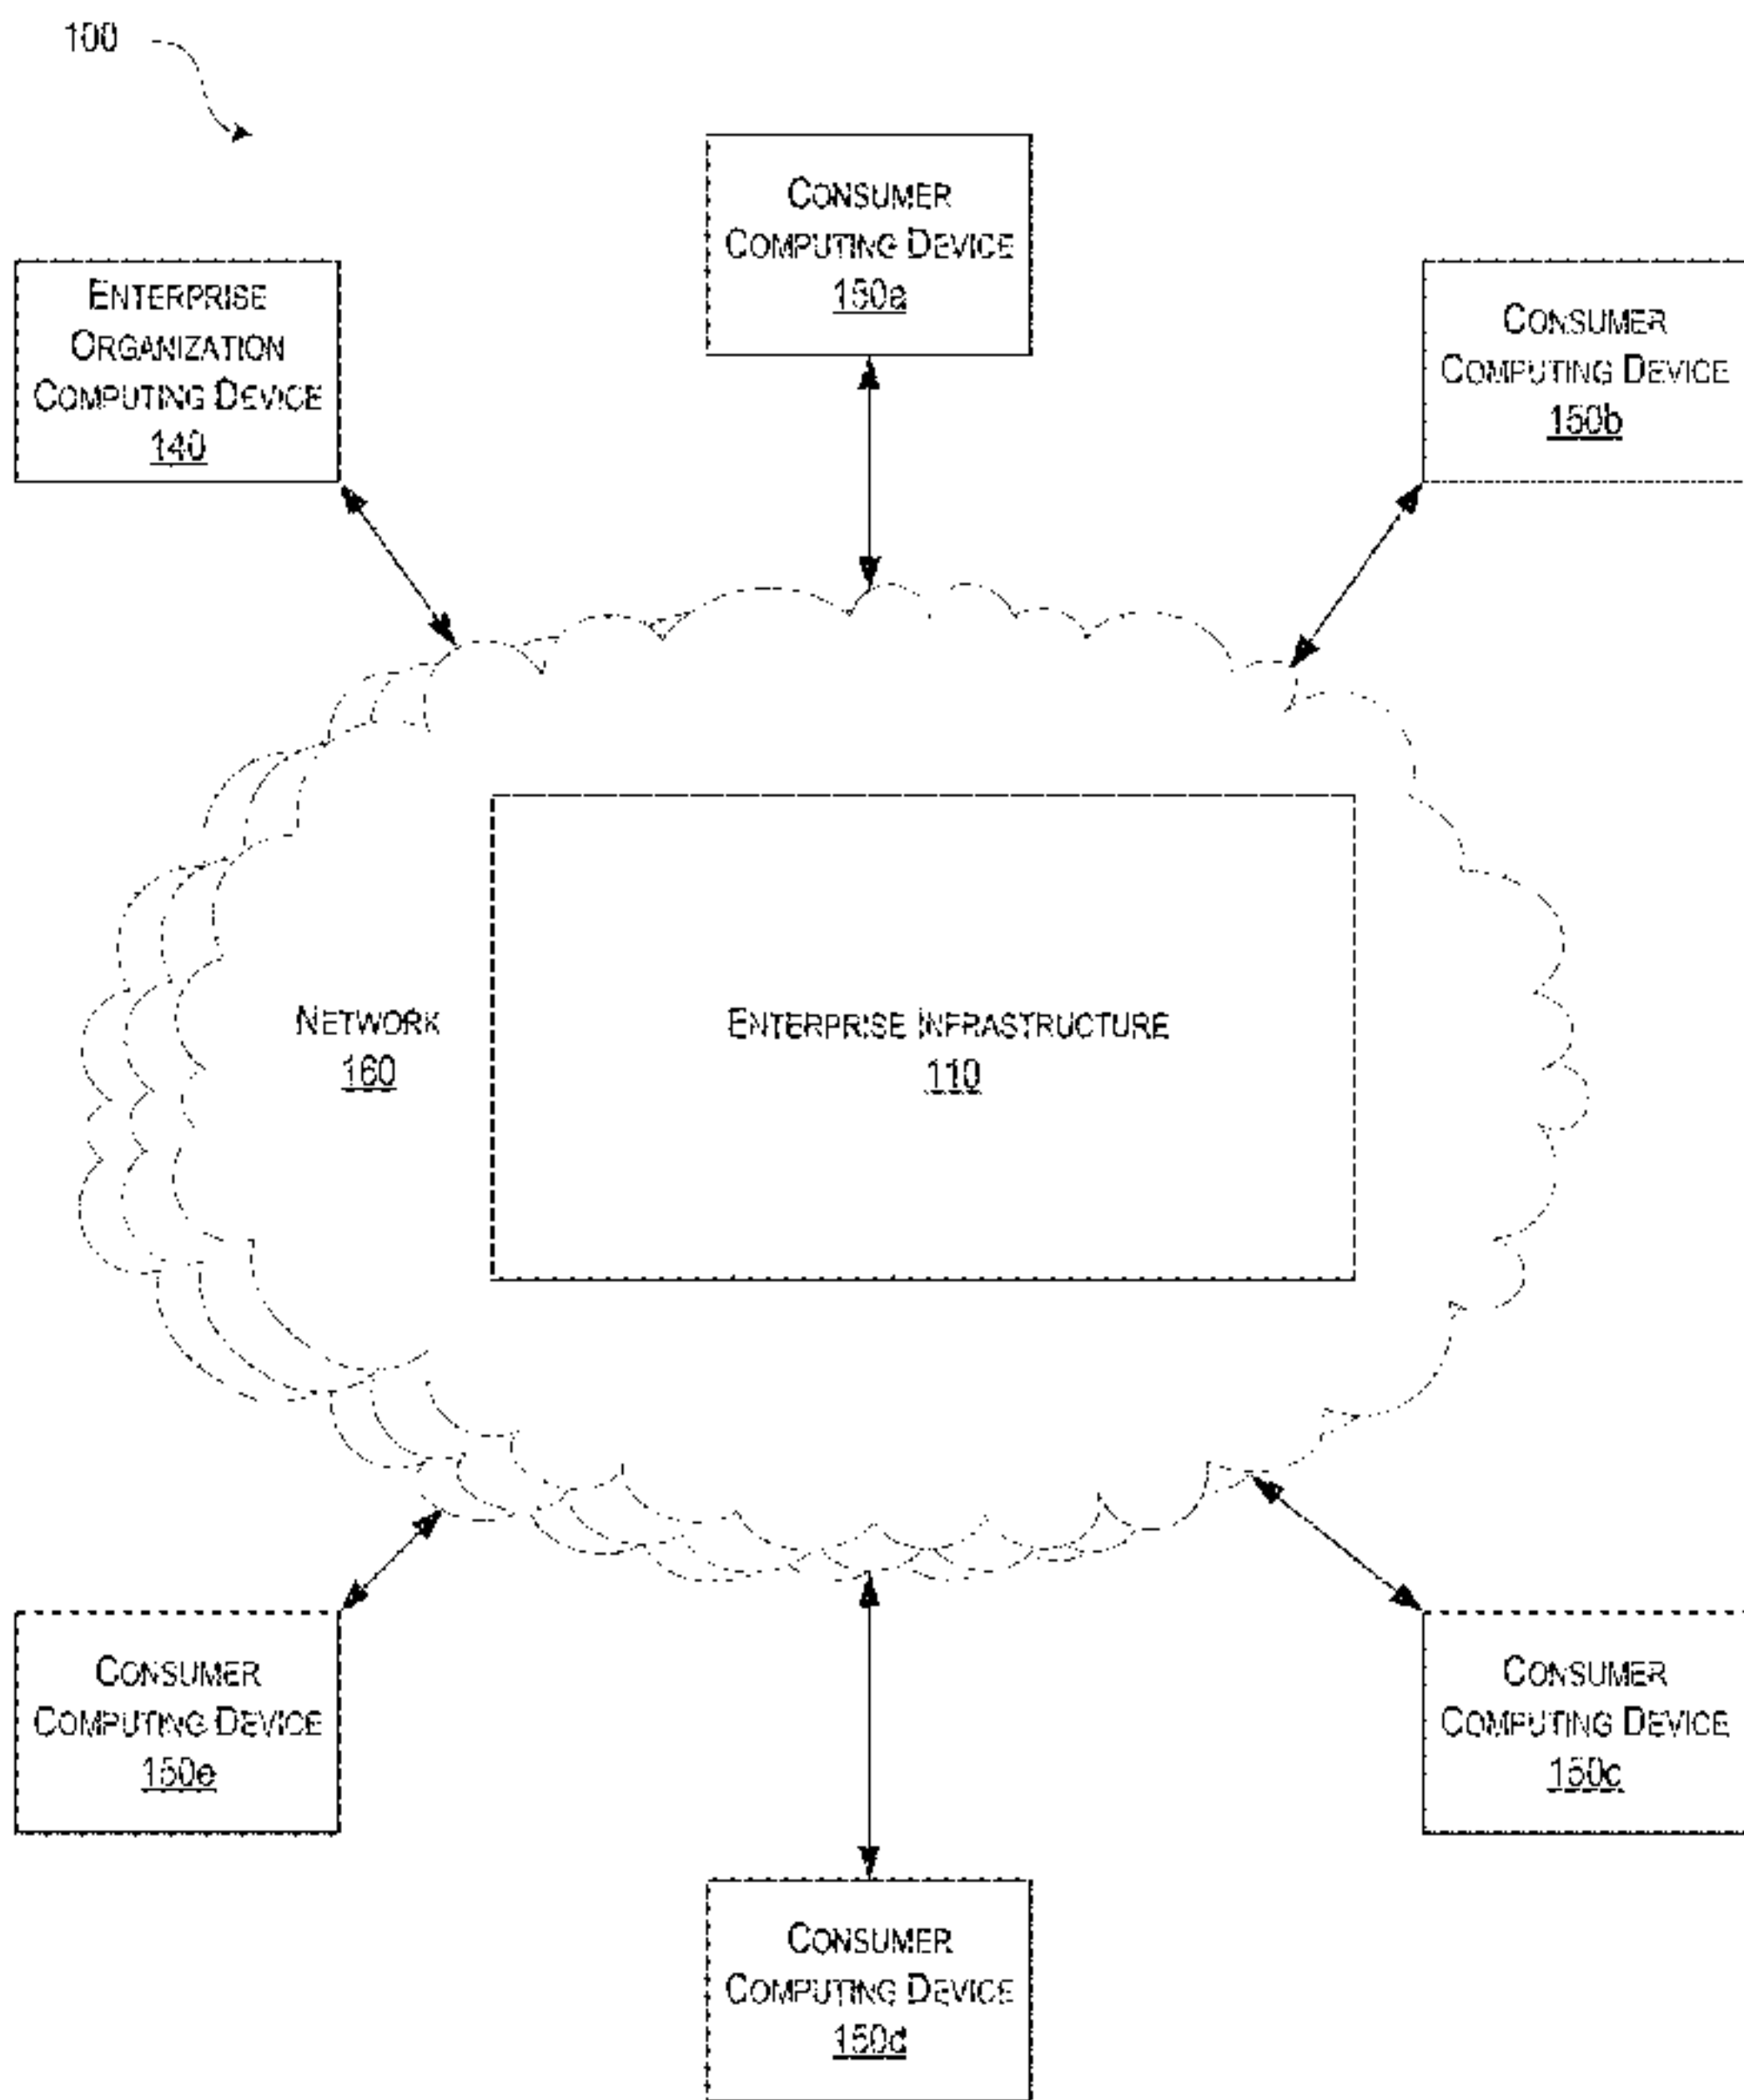 100
CONSUMER
COMPUTING DEVICE
150a
ENTERPRISE
ORGANIZATION
COMPUTING DEVICE
140
CONSUMER
COMPUTING DEVICE
150b
NETWORK
160
ENTERPRISE INFRASTRUCTURE
110
CONSUMER
COMPUTING DEVICE
150e
CONSUMER
COMPUTING DEVICE
150c
CONSUMER
COMPUTING DEVICE
150d